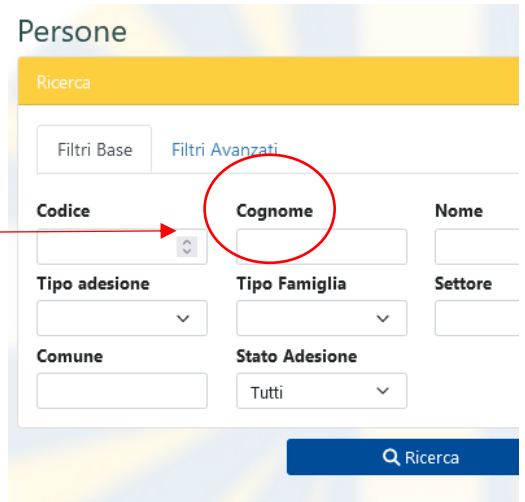 Persone
Ricerca
Filtri Base Filtri Avanzati
Codice Cognome Nome
Tipo adesione Tipo Famiglia Settore
Comune Stato Adesione
Tutti
Ricerca